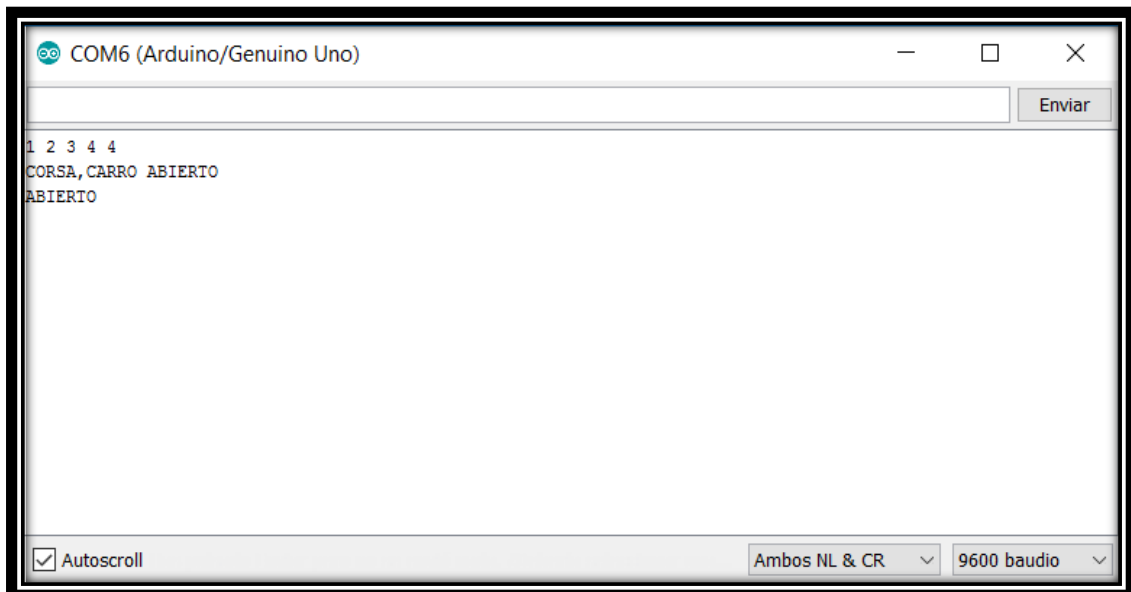 COM6 (Arduino/Genuino Uno)
Enviar
1 2 3 4 4
CORSA,CARRO ABIERTO
ABIERTO
Autoscroll
Ambos NL & CR
9600 baudio